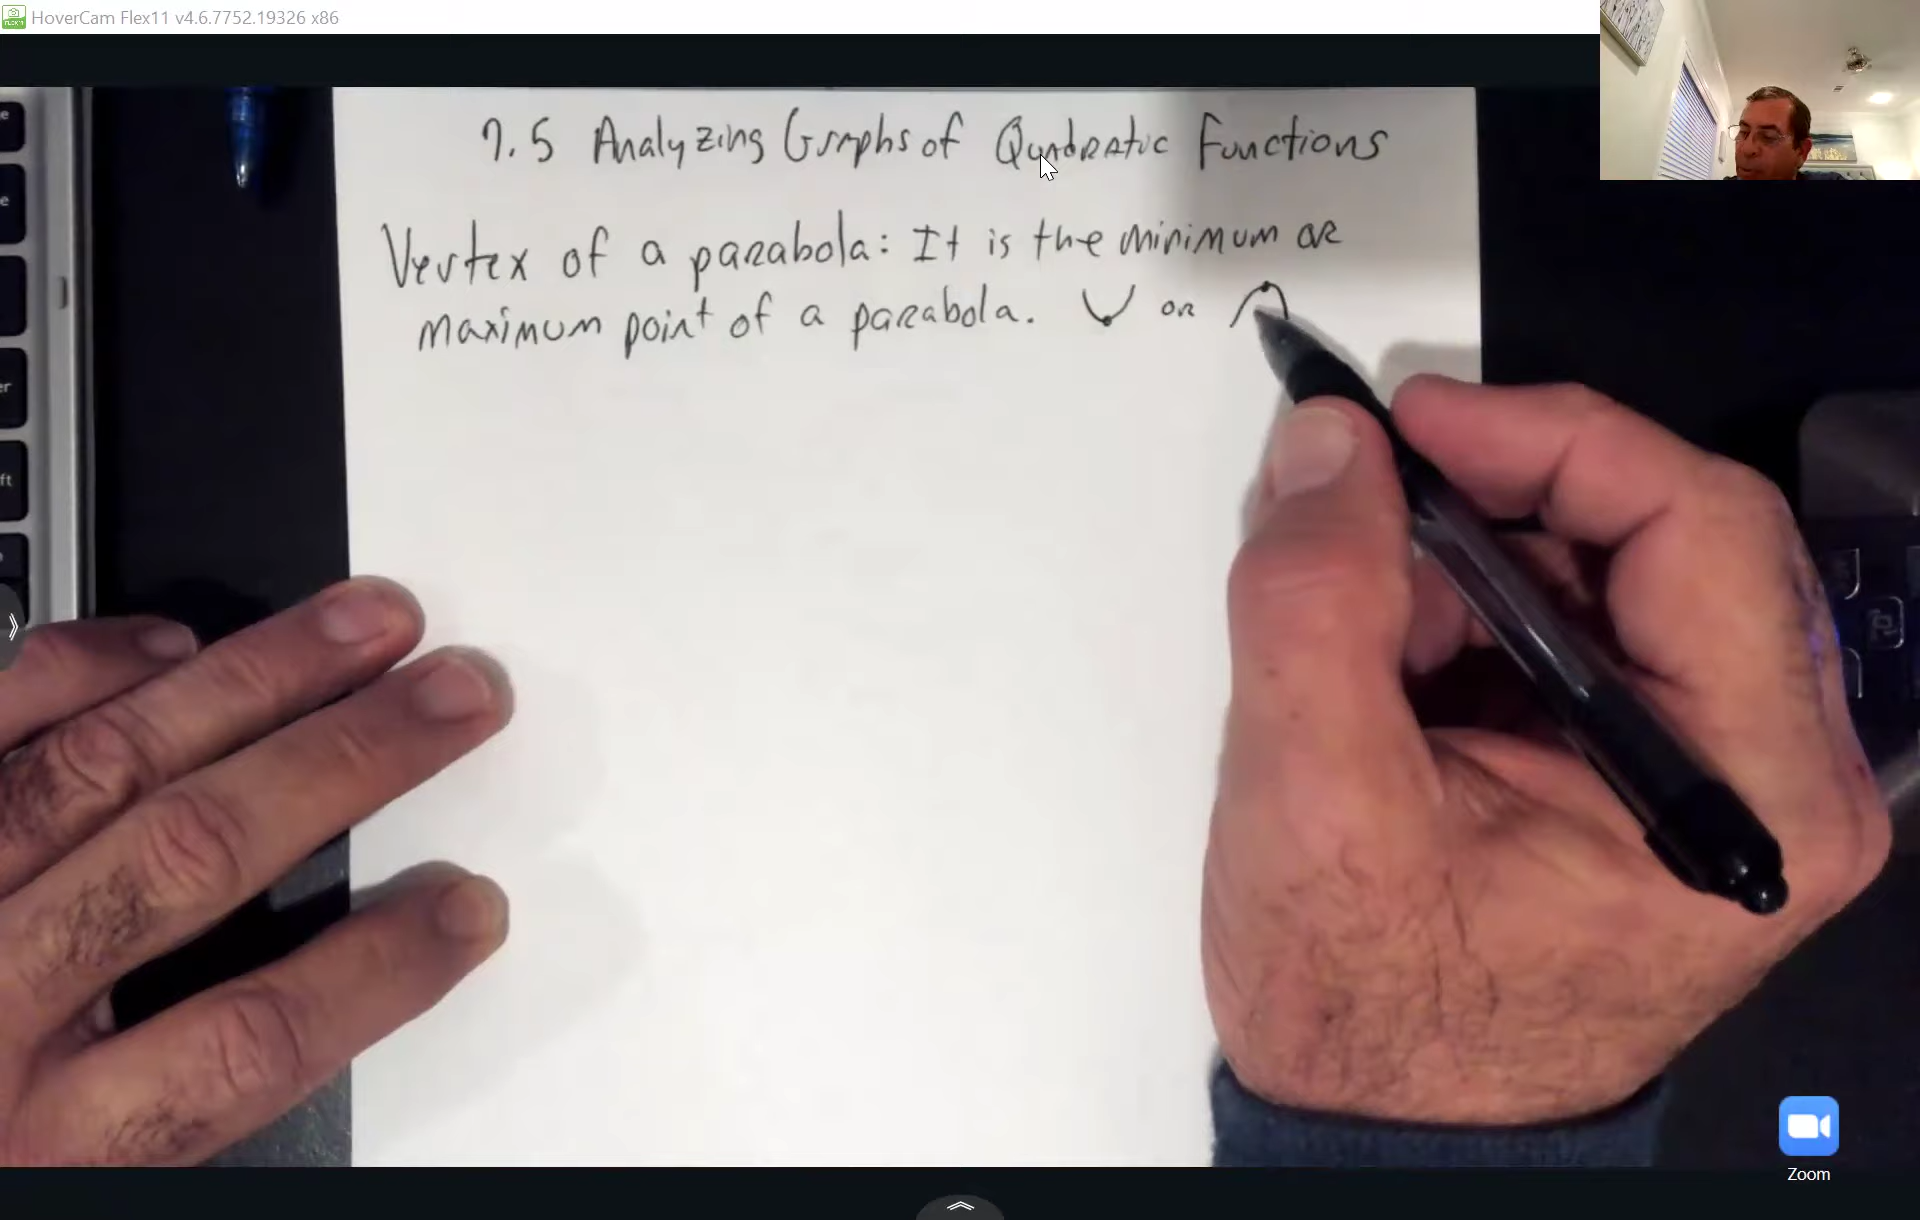 HoverCam Flex11 v4.6.7752.19326 x86
7.5 Analyzing Graphs of Quadratic Functions
Vertex of a parabola: It is the minimum or
maximum point of a parabola. or
Zoom